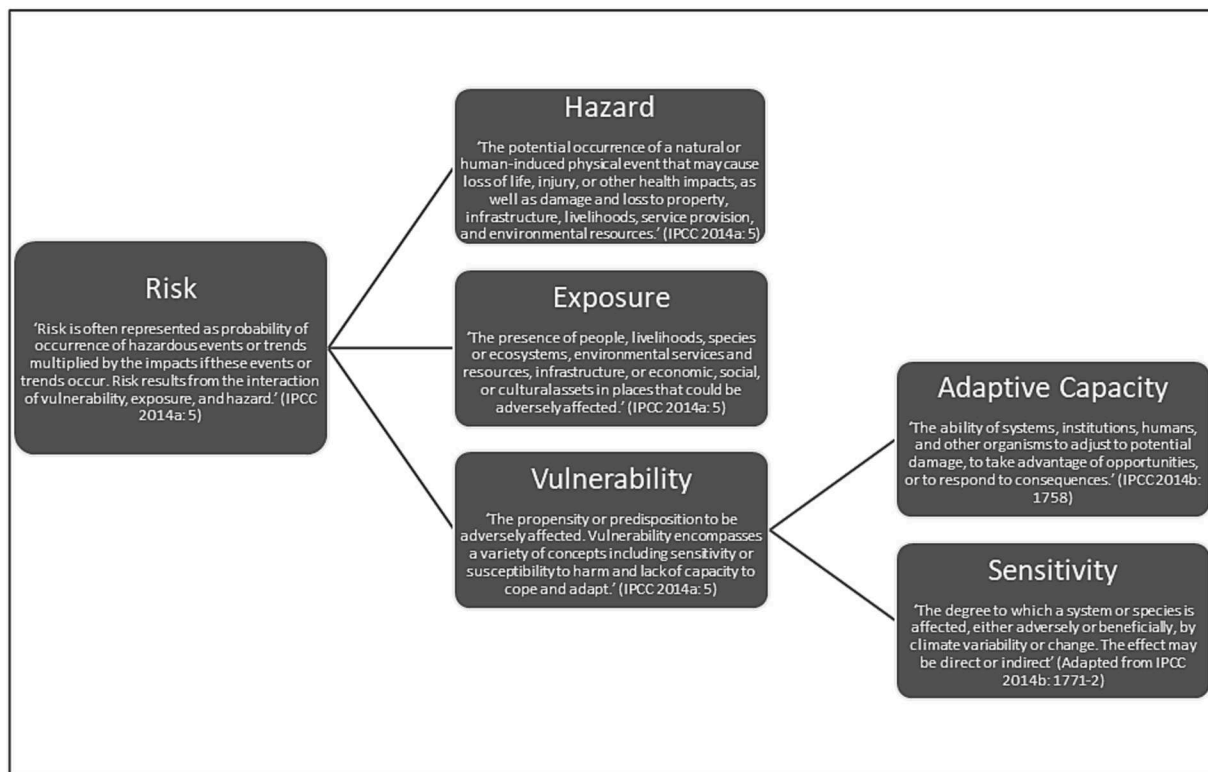 Hazard
‘The potential occurrence of a natural or
human-induced physical event that may cause
loss of life, injury, or other health impacts, as
well as damage and loss to property,
infrastructure, livelihoods, service provision,
and environmental resources.’ (IPCC 2014a: 5)
Risk
‘Risk is often represented as probability of
occurrence of hazardous events or trends
multiplied by the impacts if these events or
trends occur. Risk results from the interaction
of vulnerability, exposure, and hazard.’ (IPCC
2014a: 5)
Exposure
‘The presence of people, livelihoods, species
or ecosystems, environmental services and
resources, infrastructure, or economic, social,
or cultural assets in places that could be
adversely affected.’ (IPCC 2014a: 5)
Vulnerability
‘The propensity or predisposition to be
adversely affected. Vulnerability encompasses
a variety of concepts including sensitivity or
susceptibility to harm and lack of capacity to
cope and adapt.’ (IPCC 2014a: 5)
Adaptive Capacity
‘The ability of systems, institutions, humans,
and other organisms to adjust to potential
damage, to take advantage of opportunities,
or to respond to consequences.’ (IPCC 2014b:
1758)
Sensitivity
‘The degree to which a system or species is
affected, either adversely or beneficially, by
climate variability or change. The effect may
be direct or indirect’ (Adapted from IPCC
2014b: 1771-2)